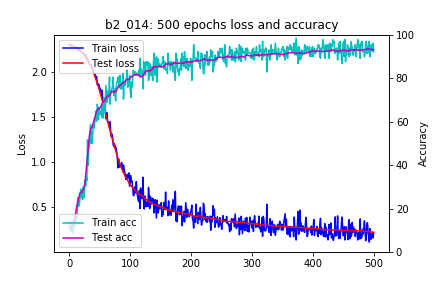 b2_014: 500 epochs loss and accuracy
Train loss
Test loss
Train acc
Test acc
Loss
2.0
1.5
1.0
0.5
Accuracy
100
80
60
40
20
0
0
100
200
300
400
500